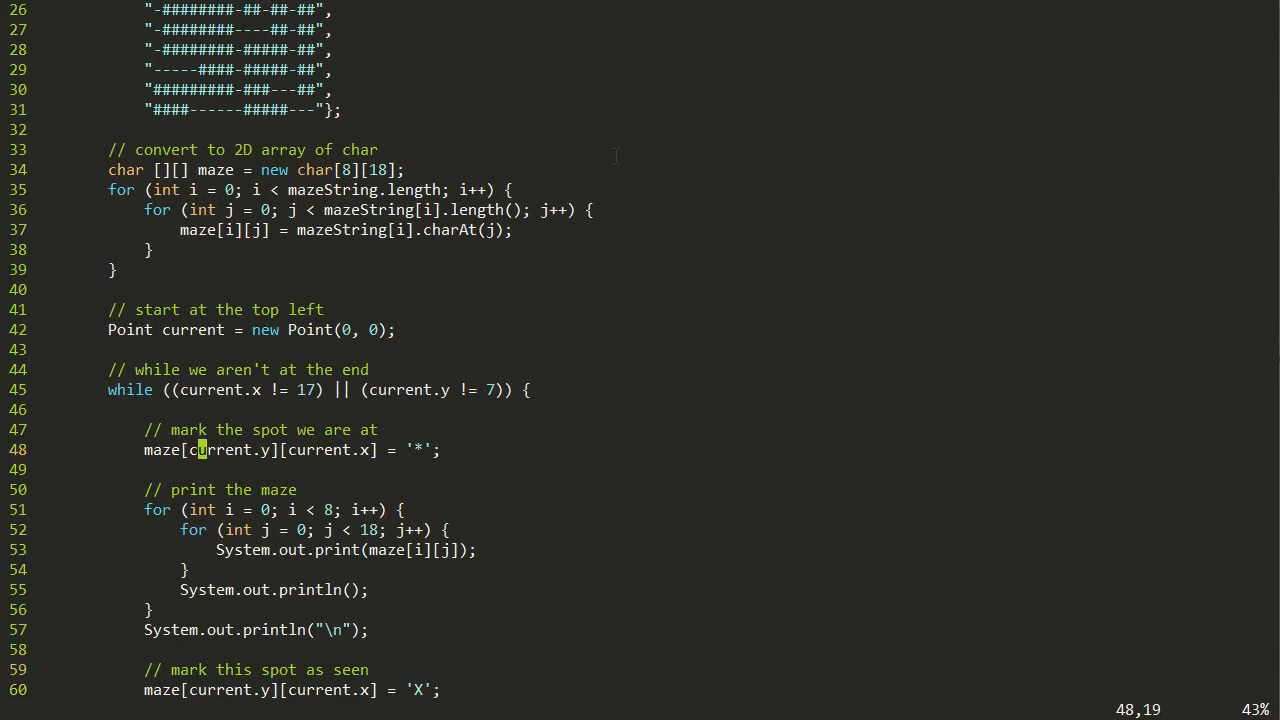 26             "-########-##-##-##",
27             "-########----##-##",
28             "-########-#####-##",
29             "-----####-#####-##",
30             "#########-###---##",
31             "####------#####---"};
32
33         // convert to 2D array of char
34         char [][] maze = new char[8][18];
35         for (int i = 0; i < mazeString.length; i++) {
36             for (int j = 0; j < mazeString[i].length(); j++) {
37                 maze[i][j] = mazeString[i].charAt(j);
38             }
39         }
40
41         // start at the top left
42         Point current = new Point(0, 0);
43
44         // while we aren't at the end
45         while ((current.x != 17) || (current.y != 7)) {
46
47             // mark the spot we are at
48             maze[current.y][current.x] = '*';
49
50             // print the maze
51             for (int i = 0; i < 8; i++) {
52                 for (int j = 0; j < 18; j++) {
53                     System.out.print(maze[i][j]);
54                 }
55                 System.out.println();
56             }
57             System.out.println("\n");
58
59             // mark this spot as seen
60             maze[current.y][current.x] = 'X';
48,19 43%